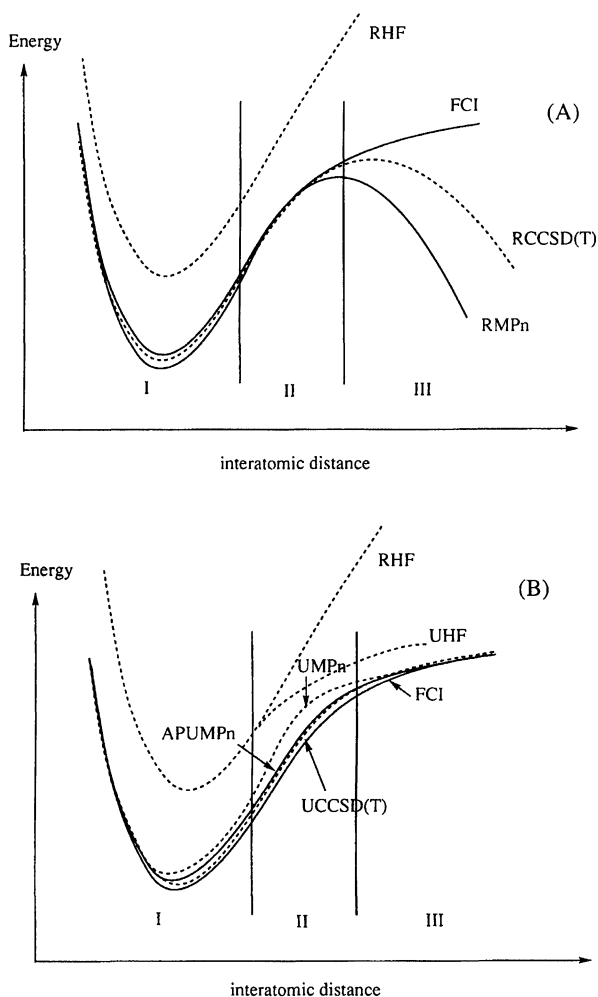 Energy
RHF
FCI
(A)
RCCSD(T)
RMPn
I
II
III
interatomic distance
Energy
RHF
(B)
UHF
UMPn
FCI
APUMPn
UCCSD(T)
I
II
III
interatomic distance